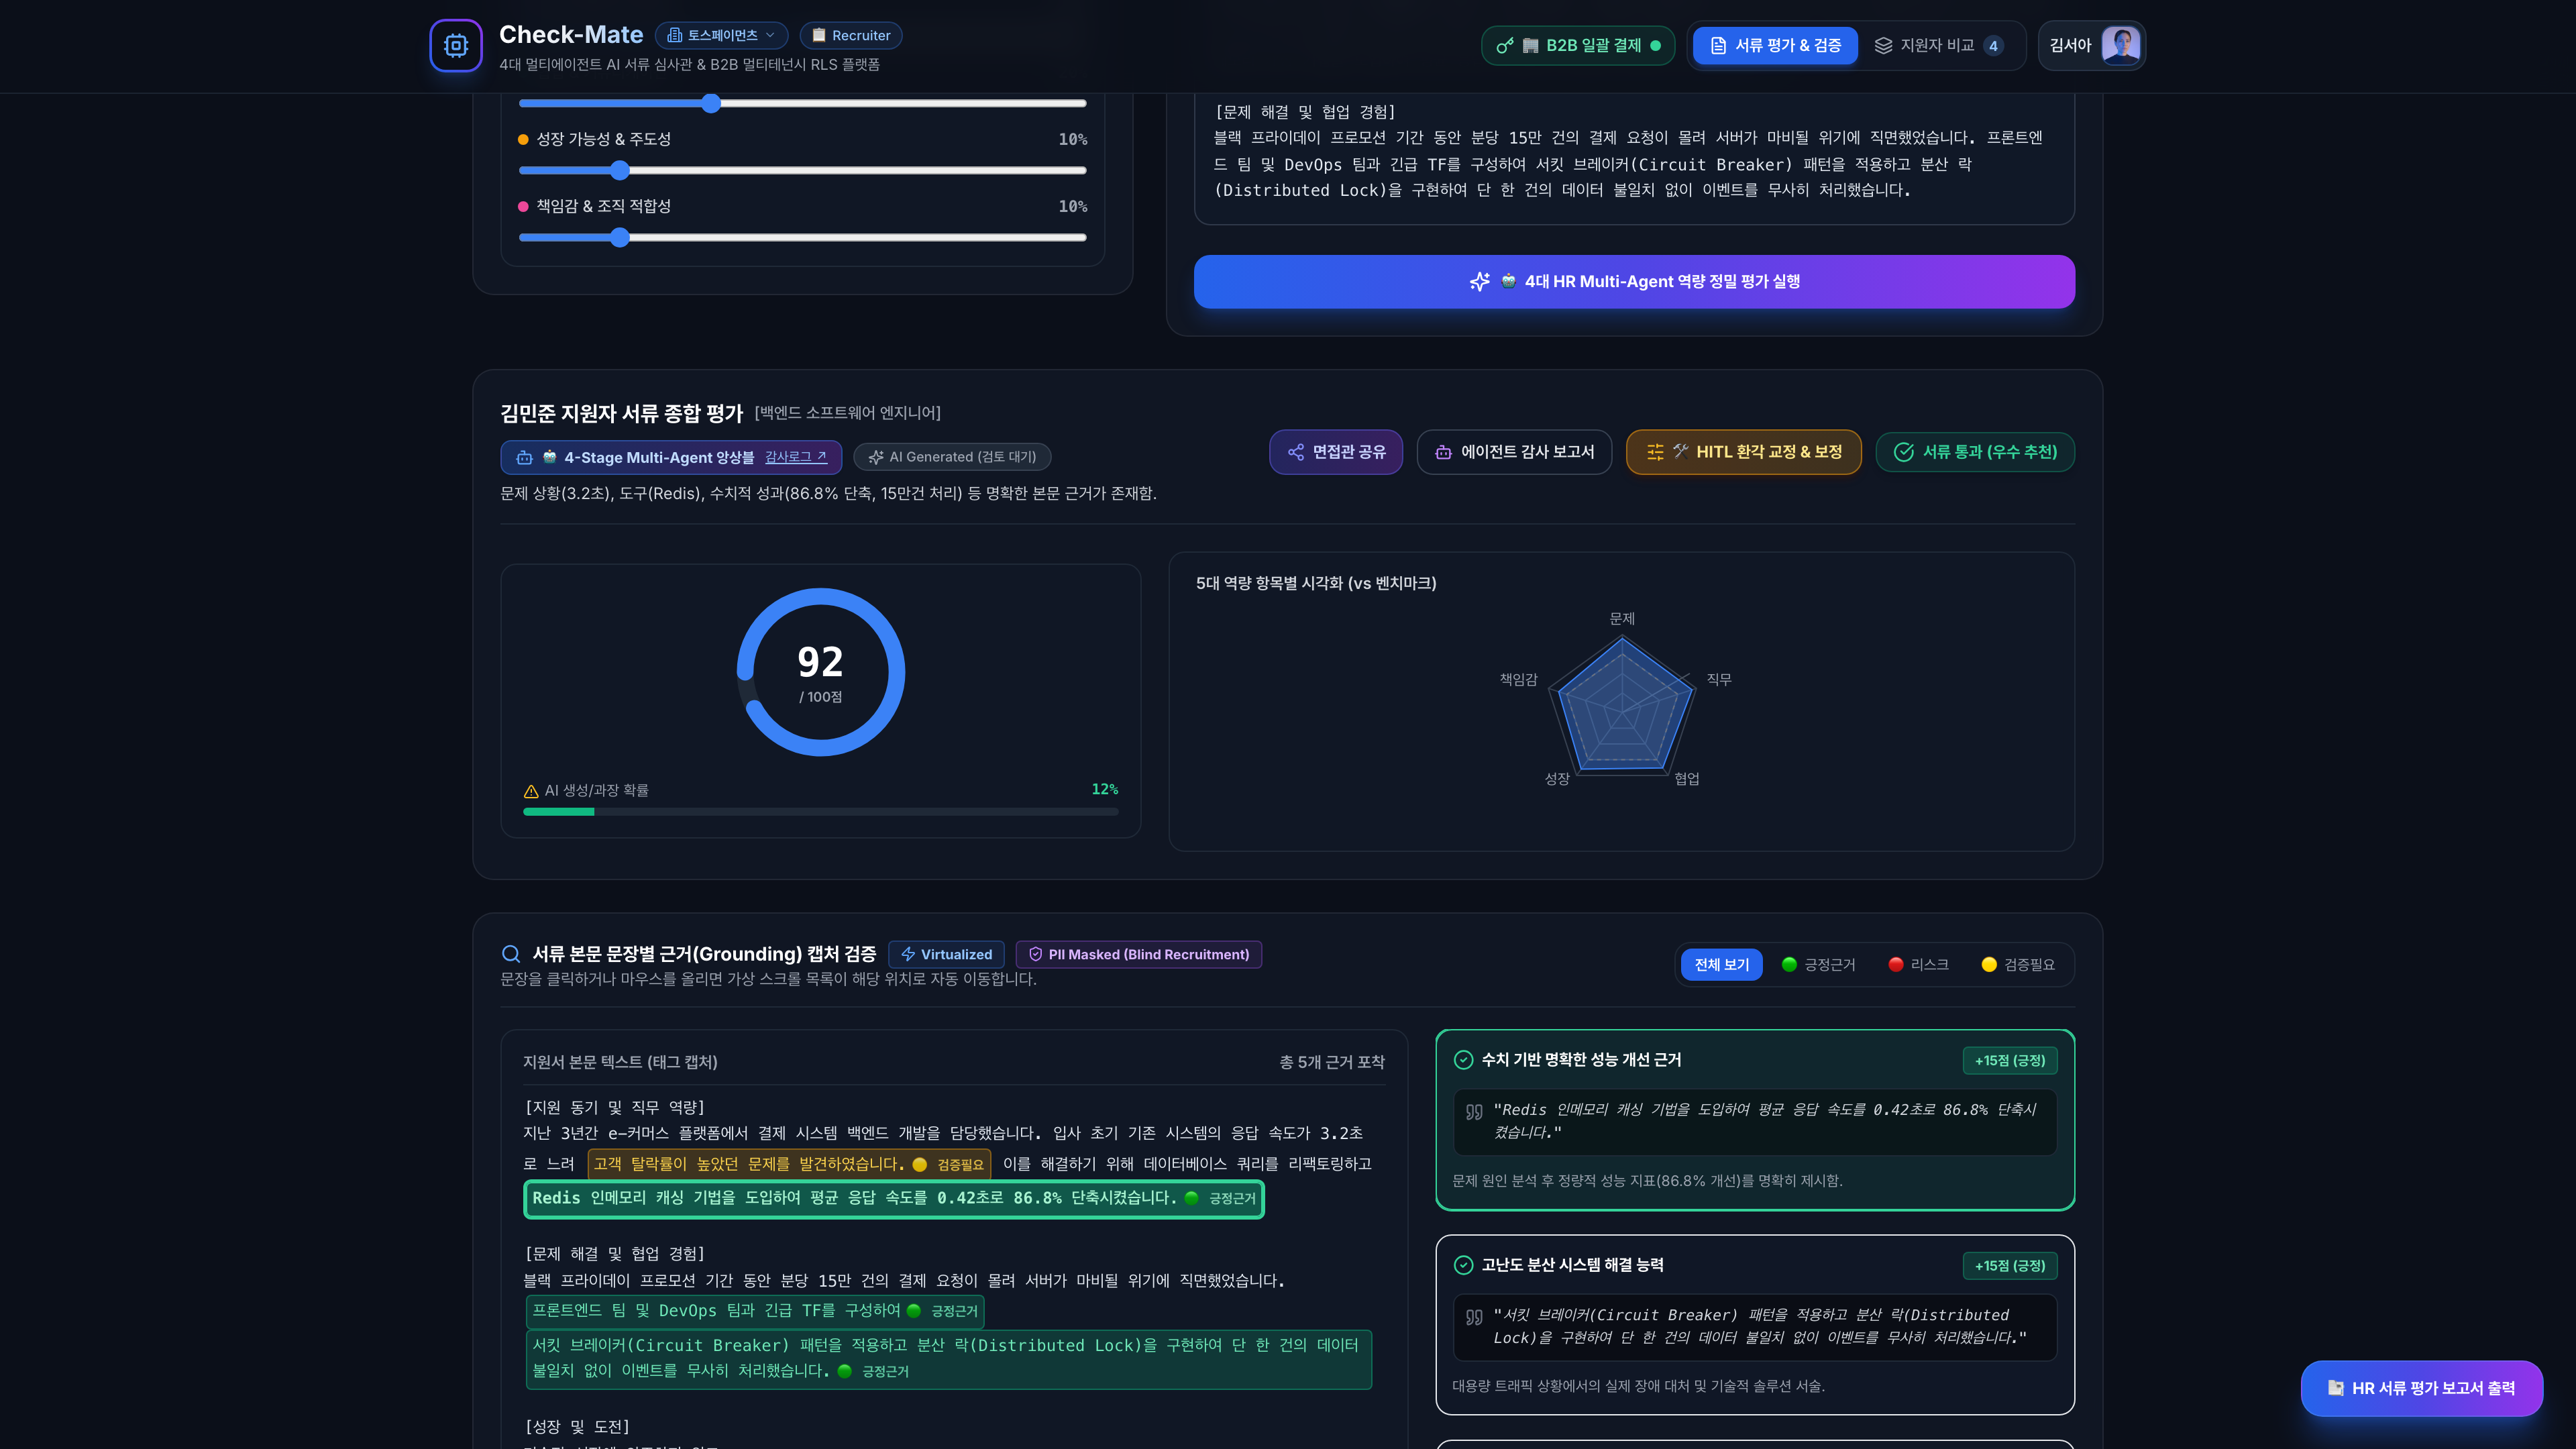 Check-Mate
토스페이먼츠
Recruiter
4대 멀티에이전트 AI 서류 심사관 & B2B 멀티테넌시 RLS 플랫폼
B2B 일괄 결제
서류 평가 & 검증
지원자 비교 4
김서아
성장 가능성 & 주도성 10%
책임감 & 조직 적합성 10%
[문제 해결 및 협업 경험]
블랙 프라이데이 프로모션 기간 동안 분당 15만 건의 결제 요청이 몰려 서버가 마비될 위기에 직면했었습니다. 프론트엔
드 팀 및 DevOps 팀과 긴급 TF를 구성하여 서킷 브레이커(Circuit Breaker) 패턴을 적용하고 분산 락
(Distributed Lock)을 구현하여 단 한 건의 데이터 불일치 없이 이벤트를 무사히 처리했습니다.
4대 HR Multi-Agent 역량 정밀 평가 실행
김민준 지원자 서류 종합 평가 [백엔드 소프트웨어 엔지니어]
4-Stage Multi-Agent 앙상블 감사로그 ↗
AI Generated (검토 대기)
문제 상황(3.2초), 도구(Redis), 수치적 성과(86.8% 단축, 15만건 처리) 등 명확한 본문 근거가 존재함.
면접관 공유
에이전트 감사 보고서
HITL 환각 교정 & 보정
서류 통과 (우수 추천)
92
/ 100점
AI 생성/과장 확률 12%
5대 역량 항목별 시각화 (vs 벤치마크)
문제
직무
협업
성장
책임감
서류 본문 문장별 근거(Grounding) 캡처 검증
Virtualized
PII Masked (Blind Recruitment)
문장을 클릭하거나 마우스를 올리면 가상 스크롤 목록이 해당 위치로 자동 이동합니다.
전체 보기
긍정근거
리스크
검증필요
지원서 본문 텍스트 (태그 캡처) 총 5개 근거 포착
[지원 동기 및 직무 역량]
지난 3년간 e-커머스 플랫폼에서 결제 시스템 백엔드 개발을 담당했습니다. 입사 초기 기존 시스템의 응답 속도가 3.2초
로 느려 고객 탈락률이 높았던 문제를 발견하였습니다. 검증필요 이를 해결하기 위해 데이터베이스 쿼리를 리팩토링하고
Redis 인메모리 캐싱 기법을 도입하여 평균 응답 속도를 0.42초로 86.8% 단축시켰습니다. 긍정근거
[문제 해결 및 협업 경험]
블랙 프라이데이 프로모션 기간 동안 분당 15만 건의 결제 요청이 몰려 서버가 마비될 위기에 직면했었습니다.
프론트엔드 팀 및 DevOps 팀과 긴급 TF를 구성하여 긍정근거
서킷 브레이커(Circuit Breaker) 패턴을 적용하고 분산 락(Distributed Lock)을 구현하여 단 한 건의 데이터
불일치 없이 이벤트를 무사히 처리했습니다. 긍정근거
[성장 및 도전]
수치 기반 명확한 성능 개선 근거 +15점 (긍정)
"Redis 인메모리 캐싱 기법을 도입하여 평균 응답 속도를 0.42초로 86.8% 단축시
켰습니다."
문제 원인 분석 후 정량적 성능 지표(86.8% 개선)를 명확히 제시함.
고난도 분산 시스템 해결 능력 +15점 (긍정)
"서킷 브레이커(Circuit Breaker) 패턴을 적용하고 분산 락(Distributed
Lock)을 구현하여 단 한 건의 데이터 불일치 없이 이벤트를 무사히 처리했습니다."
대용량 트래픽 상황에서의 실제 장애 대처 및 기술적 솔루션 서술.
HR 서류 평가 보고서 출력